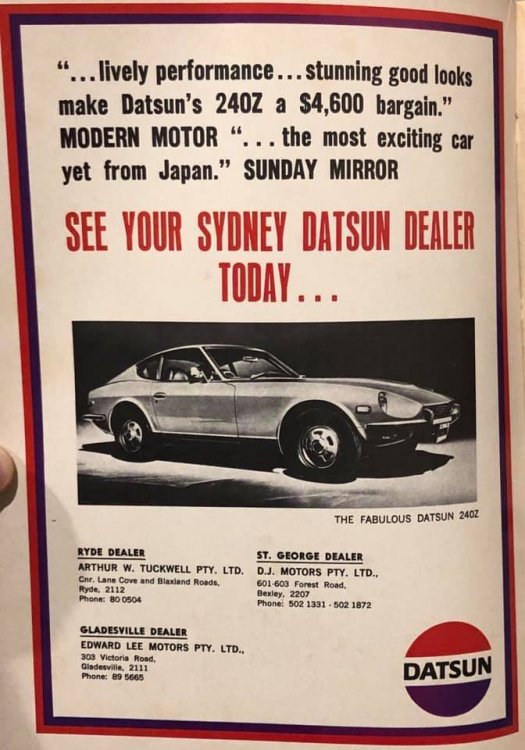 “...lively performance...stunning good looks
make Datsun's 240Z a $4,600 bargain.”
MODERN MOTOR “...the most exciting car
yet from Japan.” SUNDAY MIRROR
SEE YOUR SYDNEY DATSUN DEALER
TODAY...
THE FABULOUS DATSUN 240Z
RYDE DEALER
ARTHUR W. TUCKWELL PTY. LTD.
Cnr. Lane Cove and Blaxland Roads,
Ryde, 2112
Phone: 80 0504
ST. GEORGE DEALER
D.J. MOTORS PTY. LTD.,
601-603 Forest Road,
Bexley, 2207
Phone: 502 1331 - 502 1872
GLADESVILLE DEALER
EDWARD LEE MOTORS PTY. LTD.,
303 Victoria Road,
Gladesville, 2111
Phone: 89 5665
DATSUN